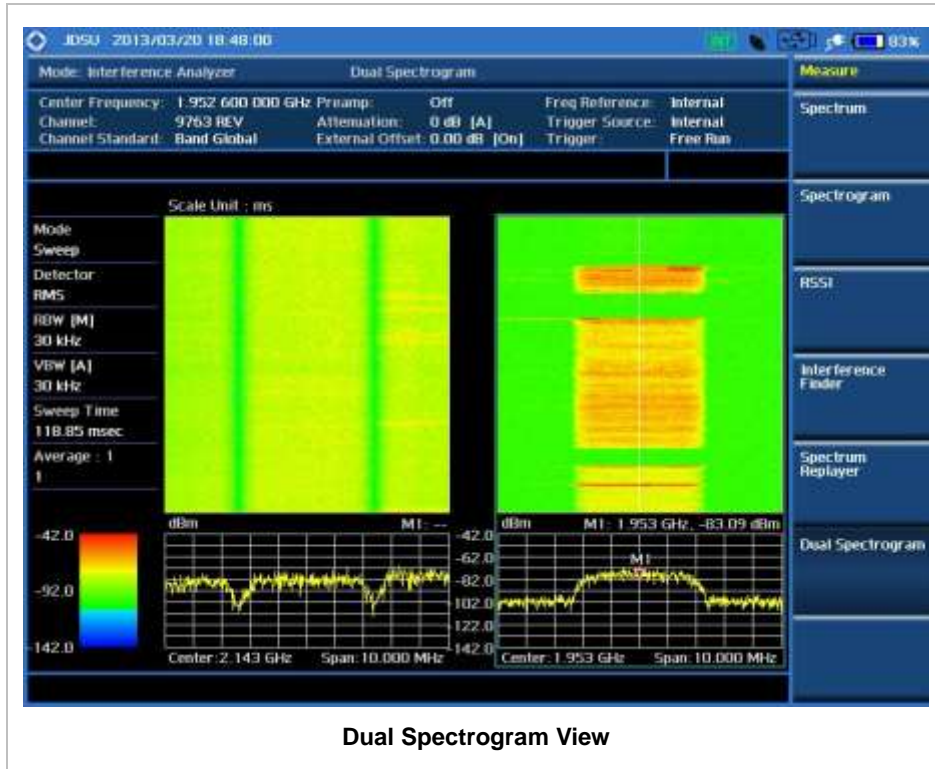 JDSU 2013/03/20 18:48:00 INT 83%
Mode: Interference Analyzer Dual Spectrogram Measure
Center Frequency: 1.952 600 000 GHz Preamp: Off Freq Reference: Internal
Channel: 9763 REV Attenuation: 0 dB [A] Trigger Source: Internal
Channel Standard: Band Global External Offset: 0.00 dB [On] Trigger: Free Run
Spectrum
Spectrogram
RSSI
Interference
Finder
Spectrum
Replayer
Dual Spectrogram
Scale Unit : ms
Mode
Sweep
Detector
RMS
RBW [M]
30 kHz
VBW [A]
30 kHz
Sweep Time
118.85 msec
Average : 1
1
-42.0
-92.0
-142.0
dBm M1: --
-42.0
-62.0
-82.0
-102.0
-122.0
-142.0
Center: 2.143 GHz Span: 10.000 MHz
dBm M1: 1.953 GHz, -83.09 dBm
M1
Center: 1.953 GHz Span: 10.000 MHz
Dual Spectrogram View